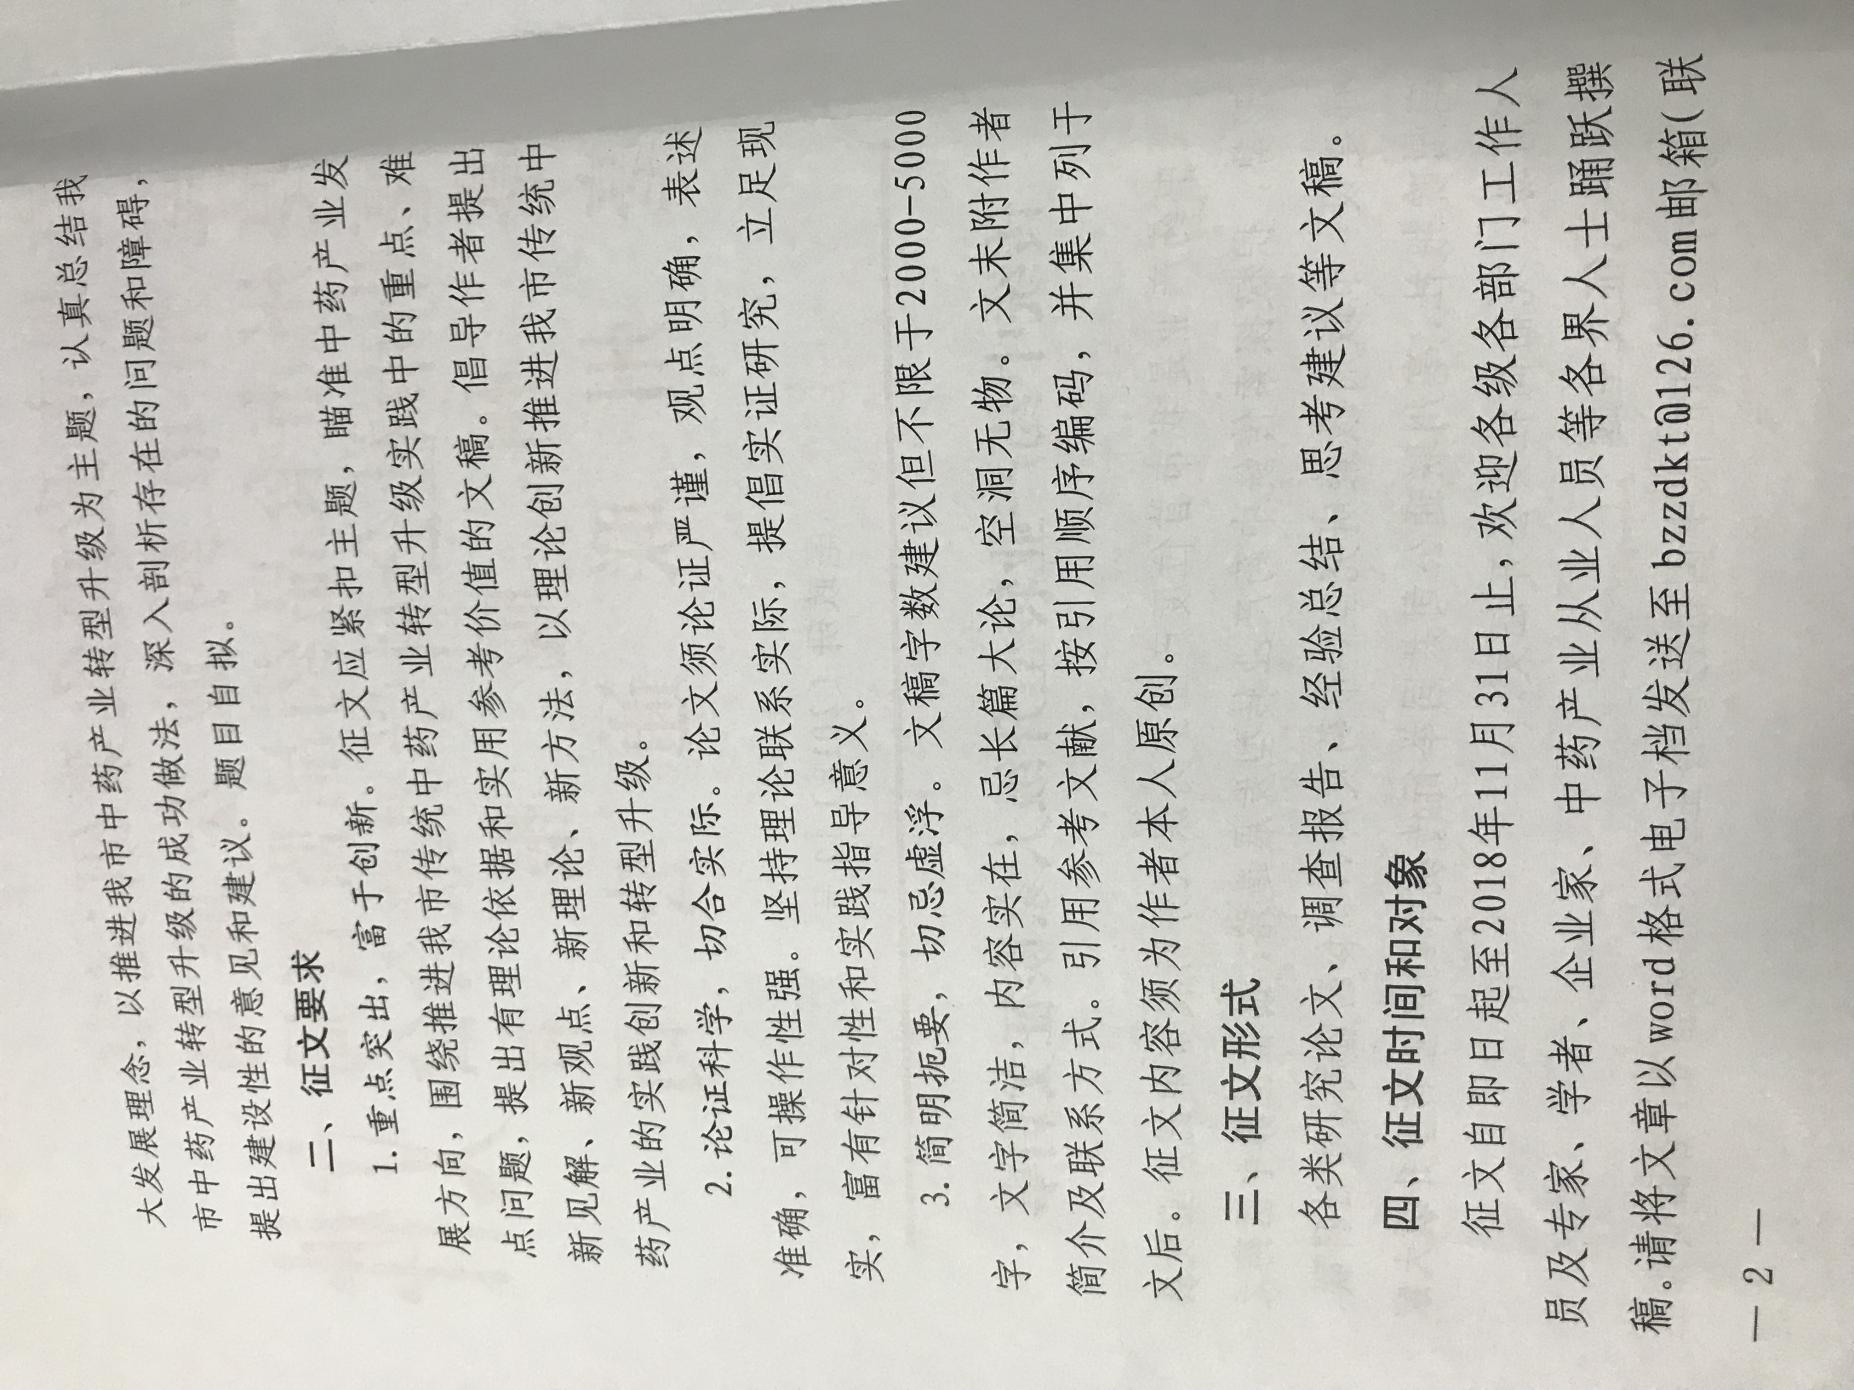 大发展理念，以推进我市中药产业转型升级为主题，认真总结我
市中药产业转型升级的成功做法，深入剖析存在的问题和障碍，
提出建设性的意见和建议。题目自拟。
二、征文要求
1.重点突出，富于创新。征文应紧扣主题，瞄准中药产业发
展方向，围绕推进我市传统中药产业转型升级实践中的重点、难
点问题，提出有理论依据和实用参考价值的文稿。倡导作者提出
新见解、新观点、新理论、新方法，以理论创新推进我市传统中
药产业的实践创新和转型升级。
2.论证科学，切合实际。论文须论证严谨，观点明确，表述
准确，可操作性强。坚持理论联系实际，提倡实证研究，立足现
实，富有针对性和实践指导意义。
3.简明扼要，切忌虚浮。文稿字数建议但不限于2000-5000
字，文字简洁，内容实在，忌长篇大论，空洞无物。文末附作者
简介及联系方式。引用参考文献，按引用顺序编码，并集中列于
文后。征文内容须为作者本人原创。
三、征文形式
各类研究论文、调查报告、经验总结、思考建议等文稿。
四、征文时间和对象
征文自即日起至2018年11月31日止，欢迎各级各部门工作人
员及专家、学者、企业家、中药产业从业人员等各界人士踊跃撰
稿。请将文章以word格式电子档发送至bzzdkt@126.com邮箱（联
— 2 —